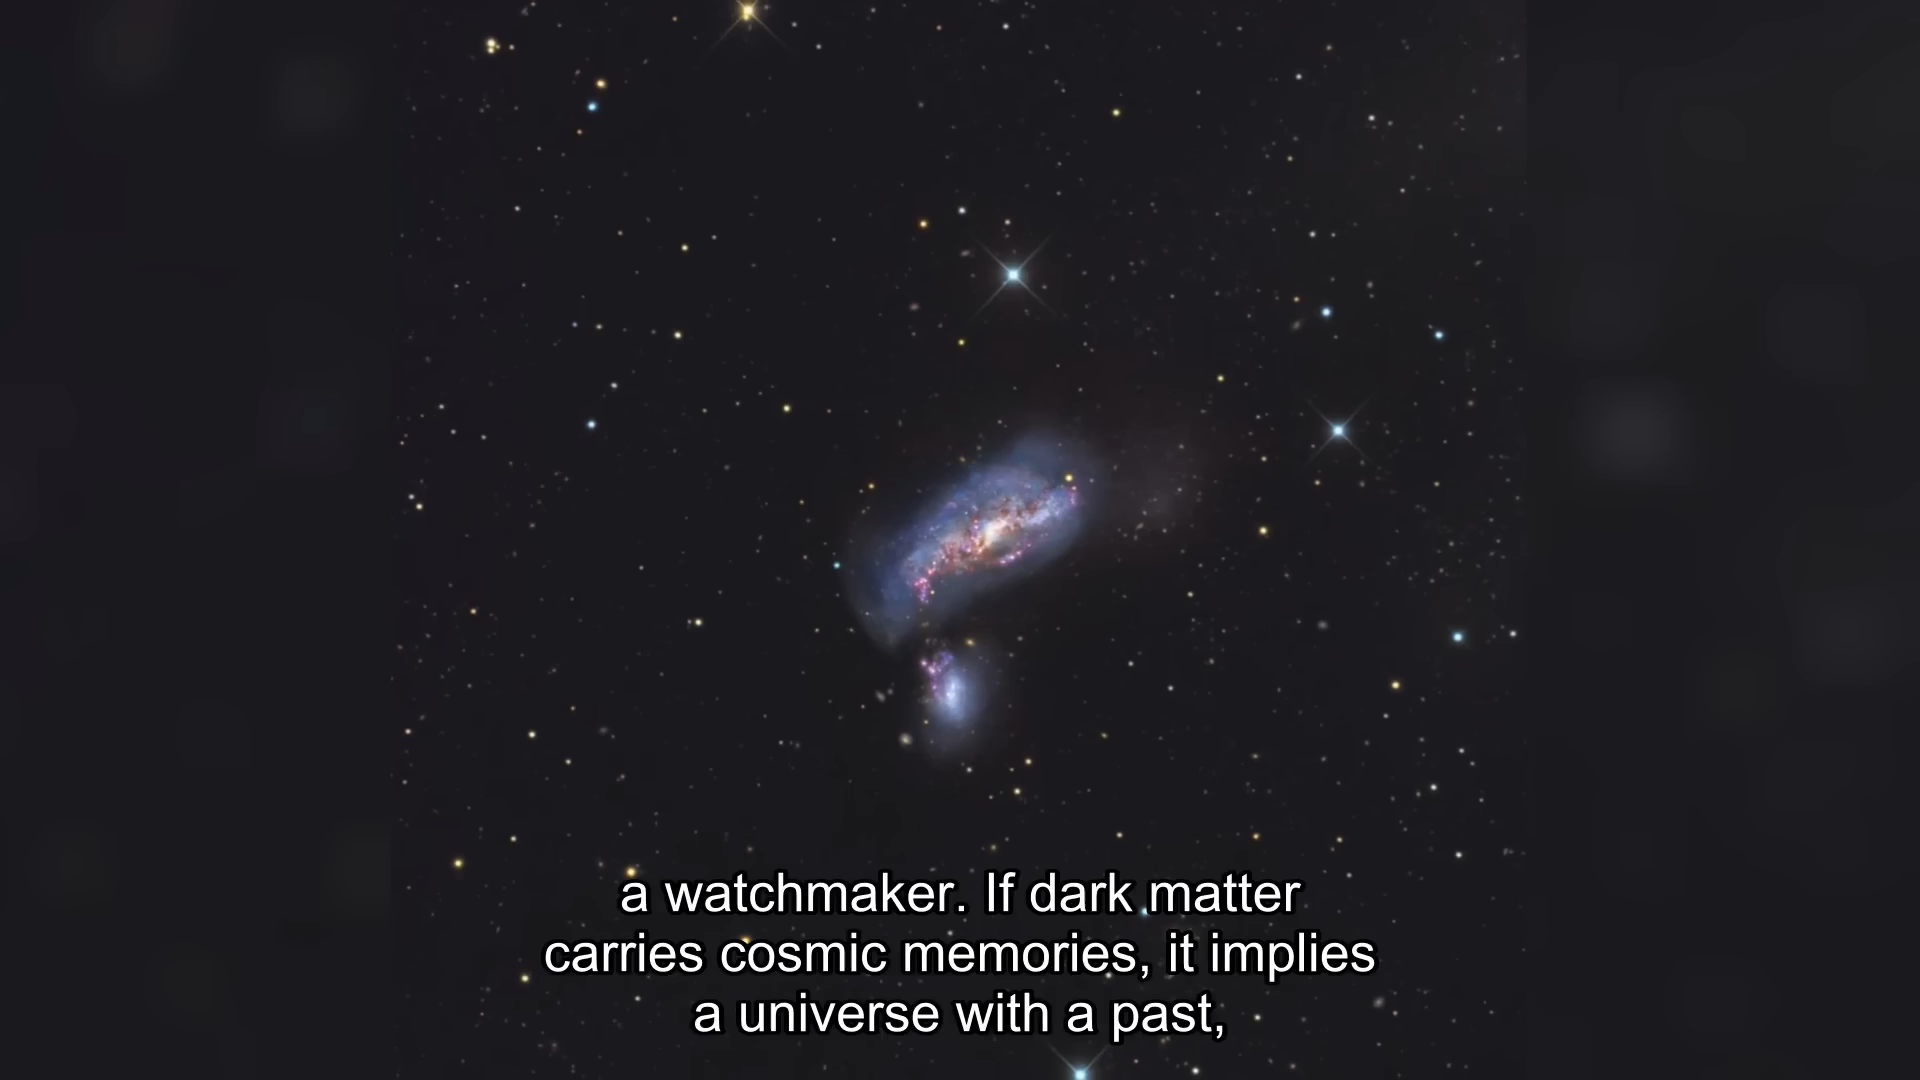 a watchmaker. If dark matter
carries cosmic memories, it implies
a universe with a past,